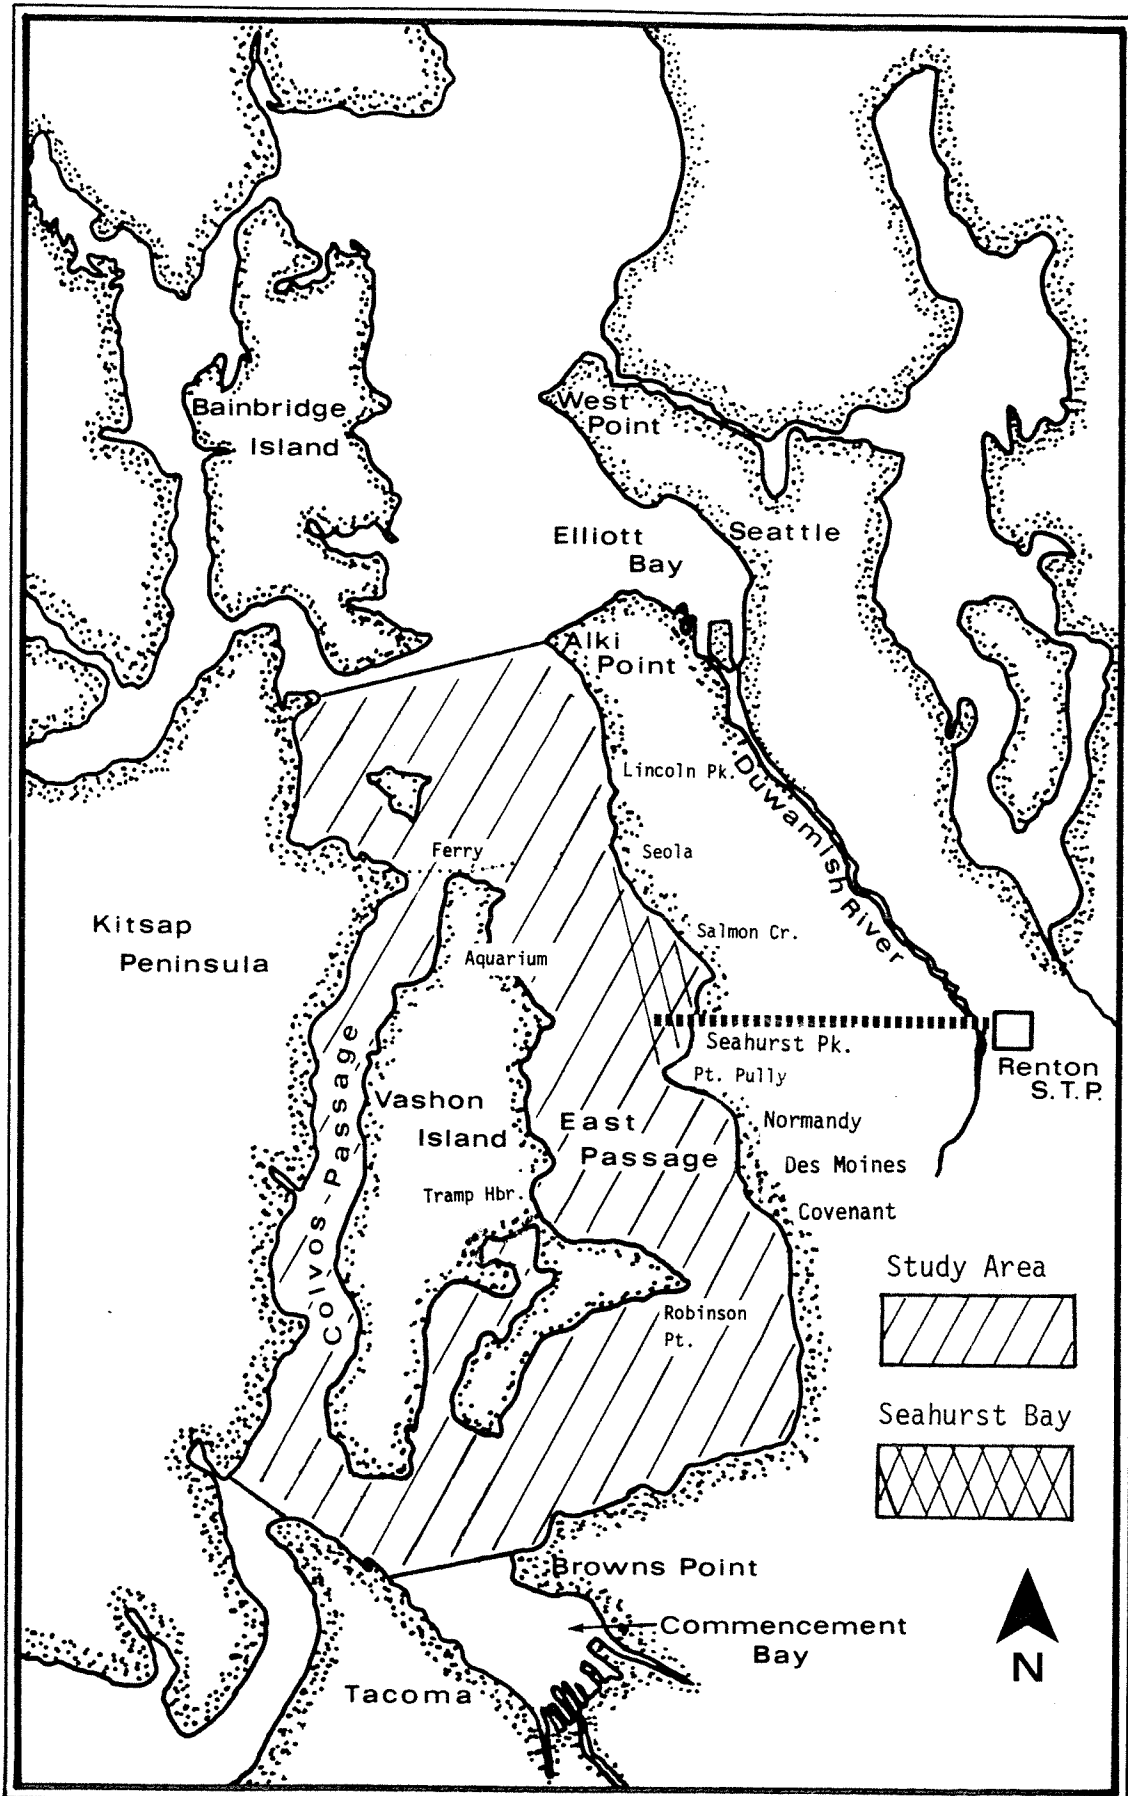 Bainbridge
Island
West
Point
Elliott
Bay
Seattle
Alki
Point
Lincoln Pk.
Duwamish River
Ferry
Seola
Kitsap
Peninsula
Salmon Cr.
Aquarium
Seahurst Pk.
Renton
S.T.P.
Pt. Pully
Colvos Passage
Vashon
Island
East
Passage
Normandy
Des Moines
Tramp Hbr.
Covenant
Study Area
Robinson
Pt.
Seahurst Bay
Browns Point
Commencement
Bay
N
Tacoma